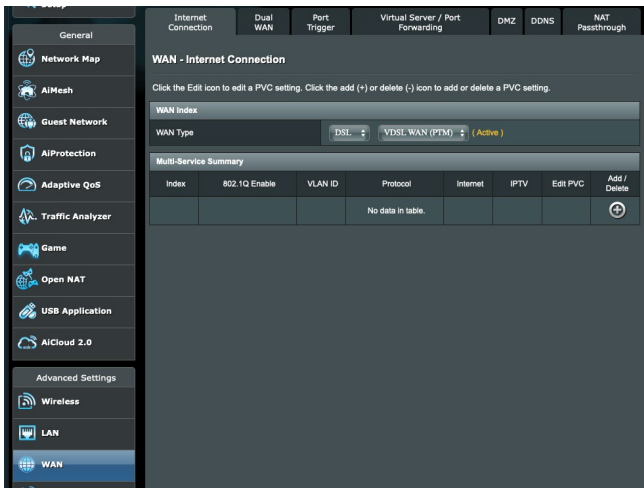 Setup
General
Network Map
AiMesh
Guest Network
AiProtection
Adaptive QoS
Traffic Analyzer
Game
Open NAT
USB Application
AiCloud 2.0
Advanced Settings
Wireless
LAN
WAN
Internet
Connection
Dual
WAN
Port
Trigger
Virtual Server / Port
Forwarding
DMZ
DDNS
NAT
Passthrough
WAN - Internet Connection
Click the Edit icon to edit a PVC setting. Click the add (+) or delete (-) icon to add or delete a PVC setting.
WAN Index
WAN Type DSL VDSL WAN (PTM) ( Active )
Multi-Service Summary
Index 802.1Q Enable VLAN ID Protocol Internet IPTV Edit PVC Add /
Delete
No data in table.